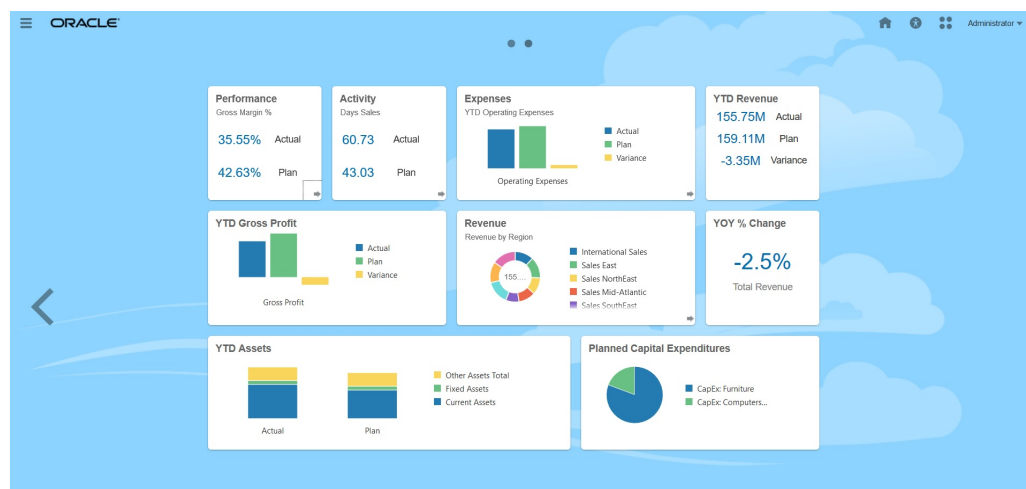 ORACLE
Administrator
Performance
Gross Margin %
35.55% Actual
42.63% Plan
Activity
Days Sales
60.73 Actual
43.03 Plan
Expenses
YTD Operating Expenses
Actual
Plan
Variance
Operating Expenses
YTD Revenue
155.75M Actual
159.11M Plan
-3.35M Variance
YTD Gross Profit
Actual
Plan
Variance
Gross Profit
Revenue
Revenue by Region
155....
International Sales
Sales East
Sales NorthEast
Sales Mid-Atlantic
Sales SouthEast
YOY % Change
-2.5%
Total Revenue
YTD Assets
Other Assets Total
Fixed Assets
Current Assets
Actual Plan
Planned Capital Expenditures
CapEx: Furniture
CapEx: Computers...